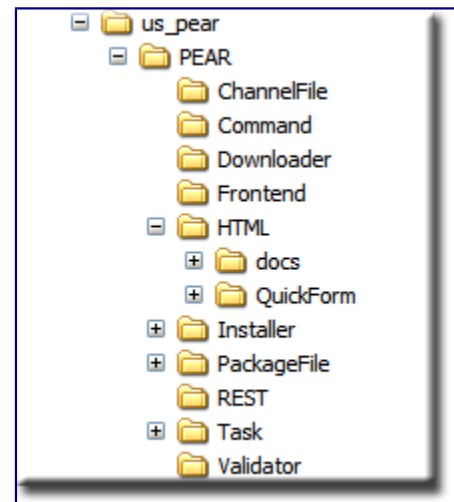 us_pear
PEAR
ChannelFile
Command
Downloader
Frontend
HTML
docs
QuickForm
Installer
PackageFile
REST
Task
Validator